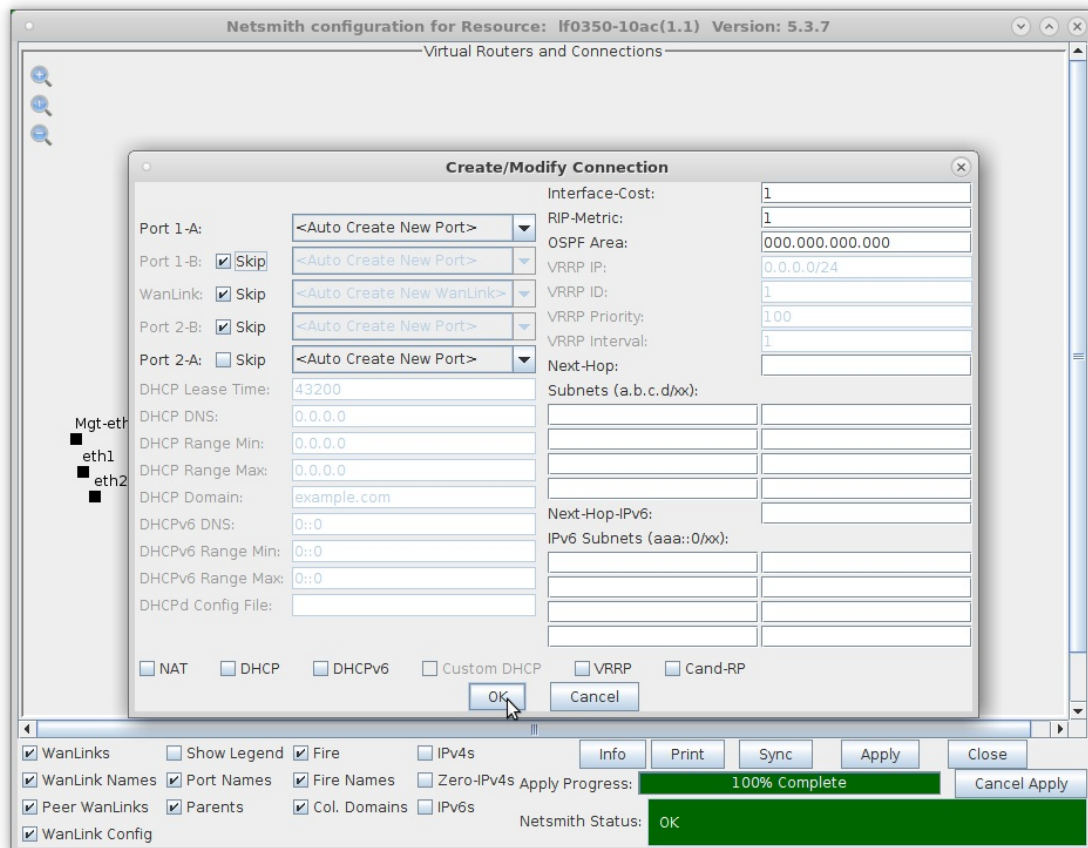 Netsmith configuration for Resource: lf0350-10ac(1.1) Version: 5.3.7
Virtual Routers and Connections
Create/Modify Connection
Port 1-A: <Auto Create New Port>
Port 1-B: Skip <Auto Create New Port>
WanLink: Skip <Auto Create New WanLink>
Port 2-B: Skip <Auto Create New Port>
Port 2-A: Skip <Auto Create New Port>
DHCP Lease Time: 43200
DHCP DNS: 0.0.0.0
DHCP Range Min: 0.0.0.0
DHCP Range Max: 0.0.0.0
DHCP Domain: example.com
DHCPv6 DNS: 0::0
DHCPv6 Range Min: 0::0
DHCPv6 Range Max: 0::0
DHCPd Config File:
Interface-Cost: 1
RIP-Metric: 1
OSPF Area: 000.000.000.000
VRRP IP: 0.0.0.0/24
VRRP ID: 1
VRRP Priority: 100
VRRP Interval: 1
Next-Hop:
Subnets (a.b.c.d/xx):
Next-Hop-IPv6:
IPv6 Subnets (aaa::0/xx):
NAT DHCP DHCPv6 Custom DHCP VRRP Cand-RP
OK Cancel
Mgt-eth
eth1
eth2
WanLinks Show Legend Fire IPv4s
WanLink Names Port Names Fire Names Zero-IPv4s
Peer WanLinks Parents Col. Domains IPv6s
WanLink Config
Info Print Sync Apply Close
Apply Progress: 100% Complete Cancel Apply
Netsmith Status: OK